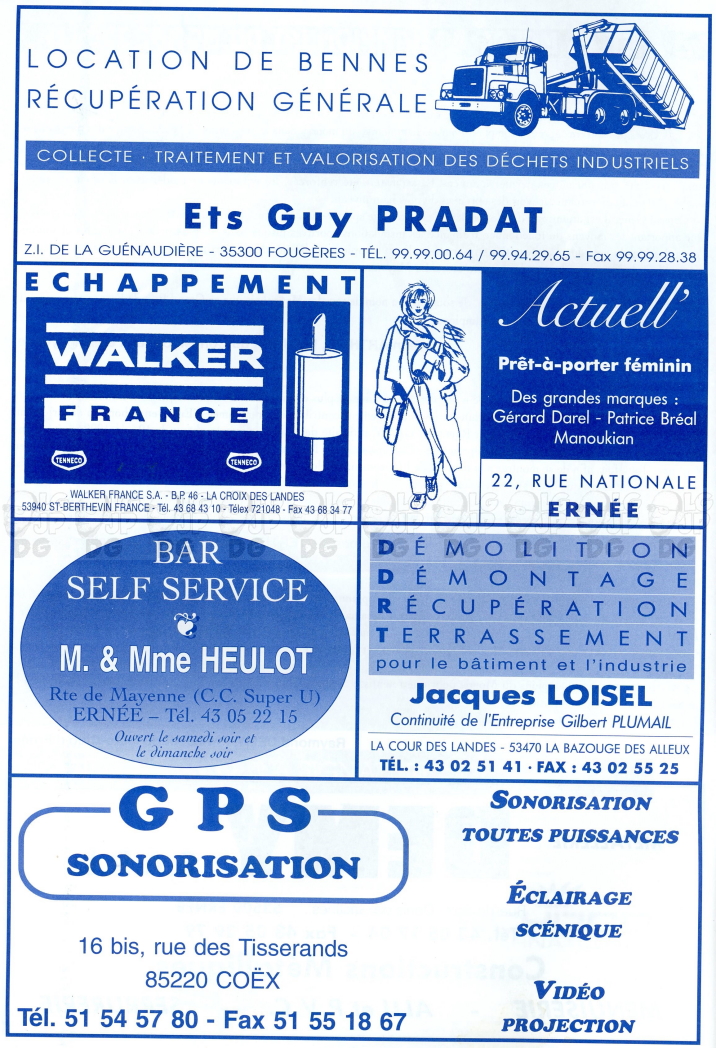 LOCATION DE BENNES
RÉCUPÉRATION GÉNÉRALE
COLLECTE · TRAITEMENT ET VALORISATION DES DÉCHETS INDUSTRIELS
Ets Guy PRADAT
Z.I. DE LA GUÉNAUDIÈRE - 35300 FOUGÈRES - TÉL. 99.99.00.64 / 99.94.29.65 - Fax 99.99.28.38
ECHAPPEMENT
WALKER
FRANCE
TENNECO
TENNECO
WALKER FRANCE S.A. - B.P. 46 - LA CROIX DES LANDES
53940 ST-BERTHEVIN FRANCE - Tél. 43 68 43 10 - Télex 721048 - Fax 43 68 34 77
Actuell'
Prêt-à-porter féminin
Des grandes marques :
Gérard Darel - Patrice Bréal
Manoukian
22, RUE NATIONALE
ERNÉE
BAR
SELF SERVICE
M. & Mme HEULOT
Rte de Mayenne (C.C. Super U)
ERNÉE – Tél. 43 05 22 15
Ouvert le samedi soir et
le dimanche soir
DÉMOLITION
DÉMONTAGE
RÉCUPÉRATION
TERRASSEMENT
pour le bâtiment et l'industrie
Jacques LOISEL
Continuité de l'Entreprise Gilbert PLUMAIL
LA COUR DES LANDES - 53470 LA BAZOUGE DES ALLEUX
TÉL. : 43 02 51 41 · FAX : 43 02 55 25
GPS
SONORISATION
16 bis, rue des Tisserands
85220 COËX
Tél. 51 54 57 80 - Fax 51 55 18 67
SONORISATION
TOUTES PUISSANCES
ÉCLAIRAGE
SCÉNIQUE
VIDÉO
PROJECTION